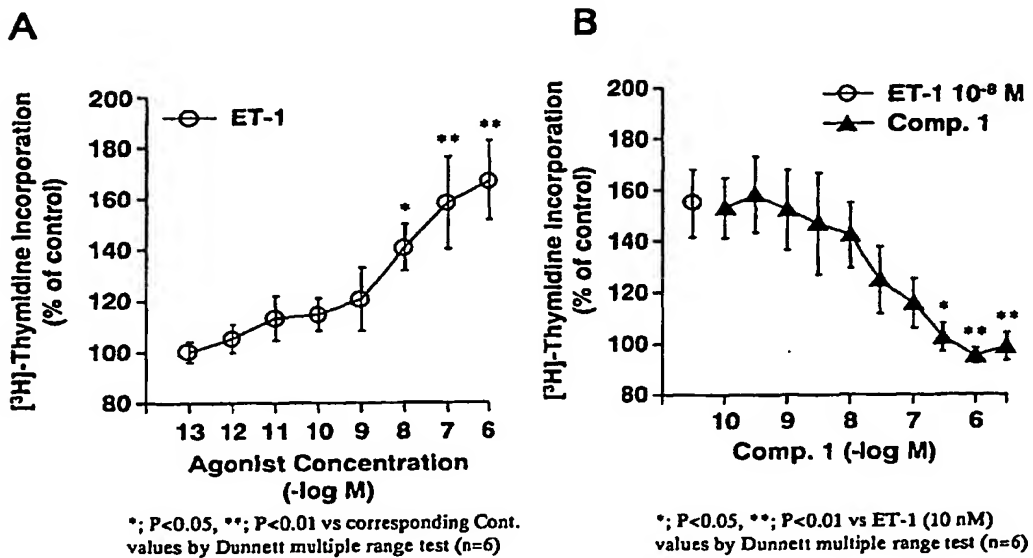 A
[³H]-Thymidine Incorporation
(% of control)
200
180
160
140
120
100
80
ET-1
*
**
**
13 12 11 10 9 8 7 6
Agonist Concentration
(-log M)
*; P<0.05, **; P<0.01 vs corresponding Cont.
values by Dunnett multiple range test (n=6)
B
[³H]-Thymidine Incorporation
(% of control)
200
180
160
140
120
100
80
ET-1 10⁻⁸ M
Comp. 1
*
**
**
10 9 8 7 6
Comp. 1 (-log M)
*; P<0.05, **; P<0.01 vs ET-1 (10 nM)
values by Dunnett multiple range test (n=6)